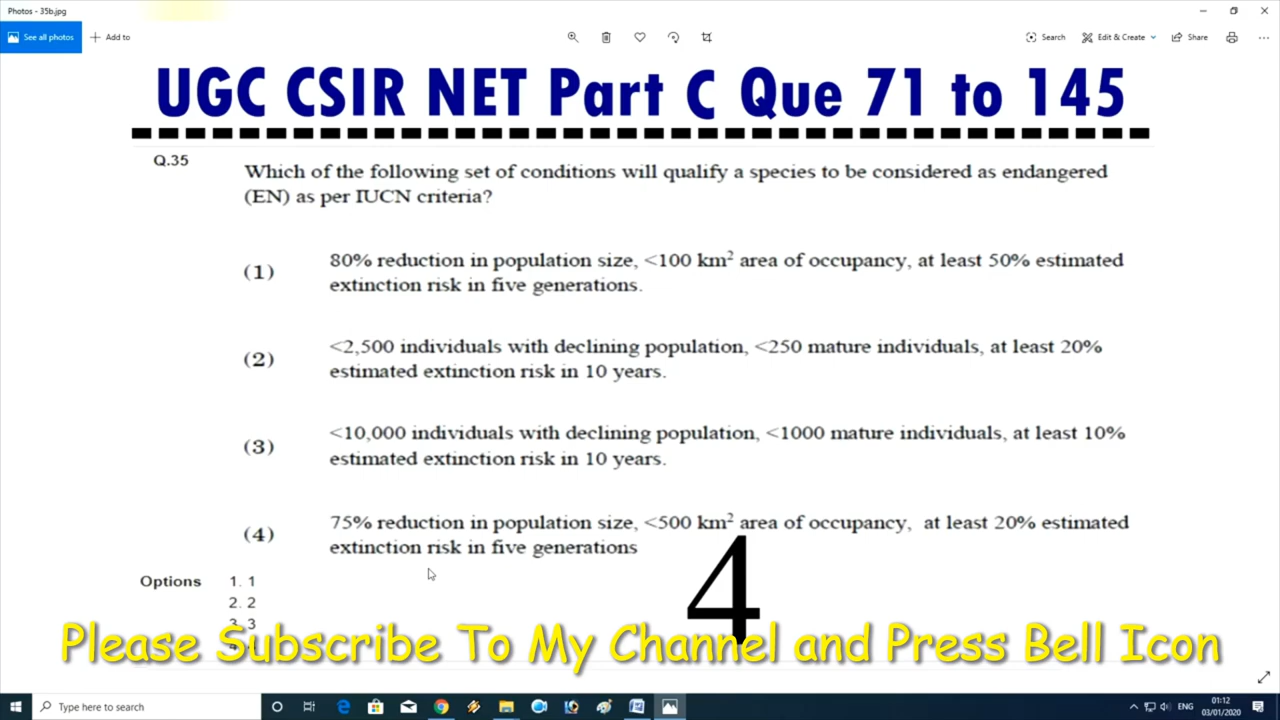 Photos - 35b.jpg
See all photos
Add to
Search
Edit & Create
Share
UGC CSIR NET Part C Que 71 to 145
Q.35
Which of the following set of conditions will qualify a species to be considered as endangered
(EN) as per IUCN criteria?
(1) 80% reduction in population size, <100 km² area of occupancy, at least 50% estimated
extinction risk in five generations.
(2) <2,500 individuals with declining population, <250 mature individuals, at least 20%
estimated extinction risk in 10 years.
(3) <10,000 individuals with declining population, <1000 mature individuals, at least 10%
estimated extinction risk in 10 years.
(4) 75% reduction in population size, <500 km² area of occupancy, at least 20% estimated
extinction risk in five generations
Options 1. 1
2. 2
3. 3
4
Please Subscribe To My Channel and Press Bell Icon
Type here to search
ENG
01:12
03/01/2020